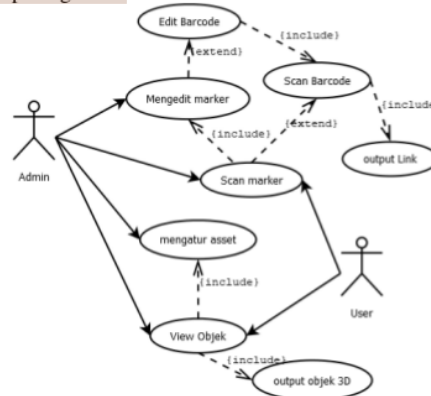 Edit Barcode
{include}
{extend}
Scan Barcode
Mengedit marker
{include}
{include}
{extend}
output Link
Admin
Scan marker
mengatur asset
{include}
User
View Objek
{include}
output objek 3D